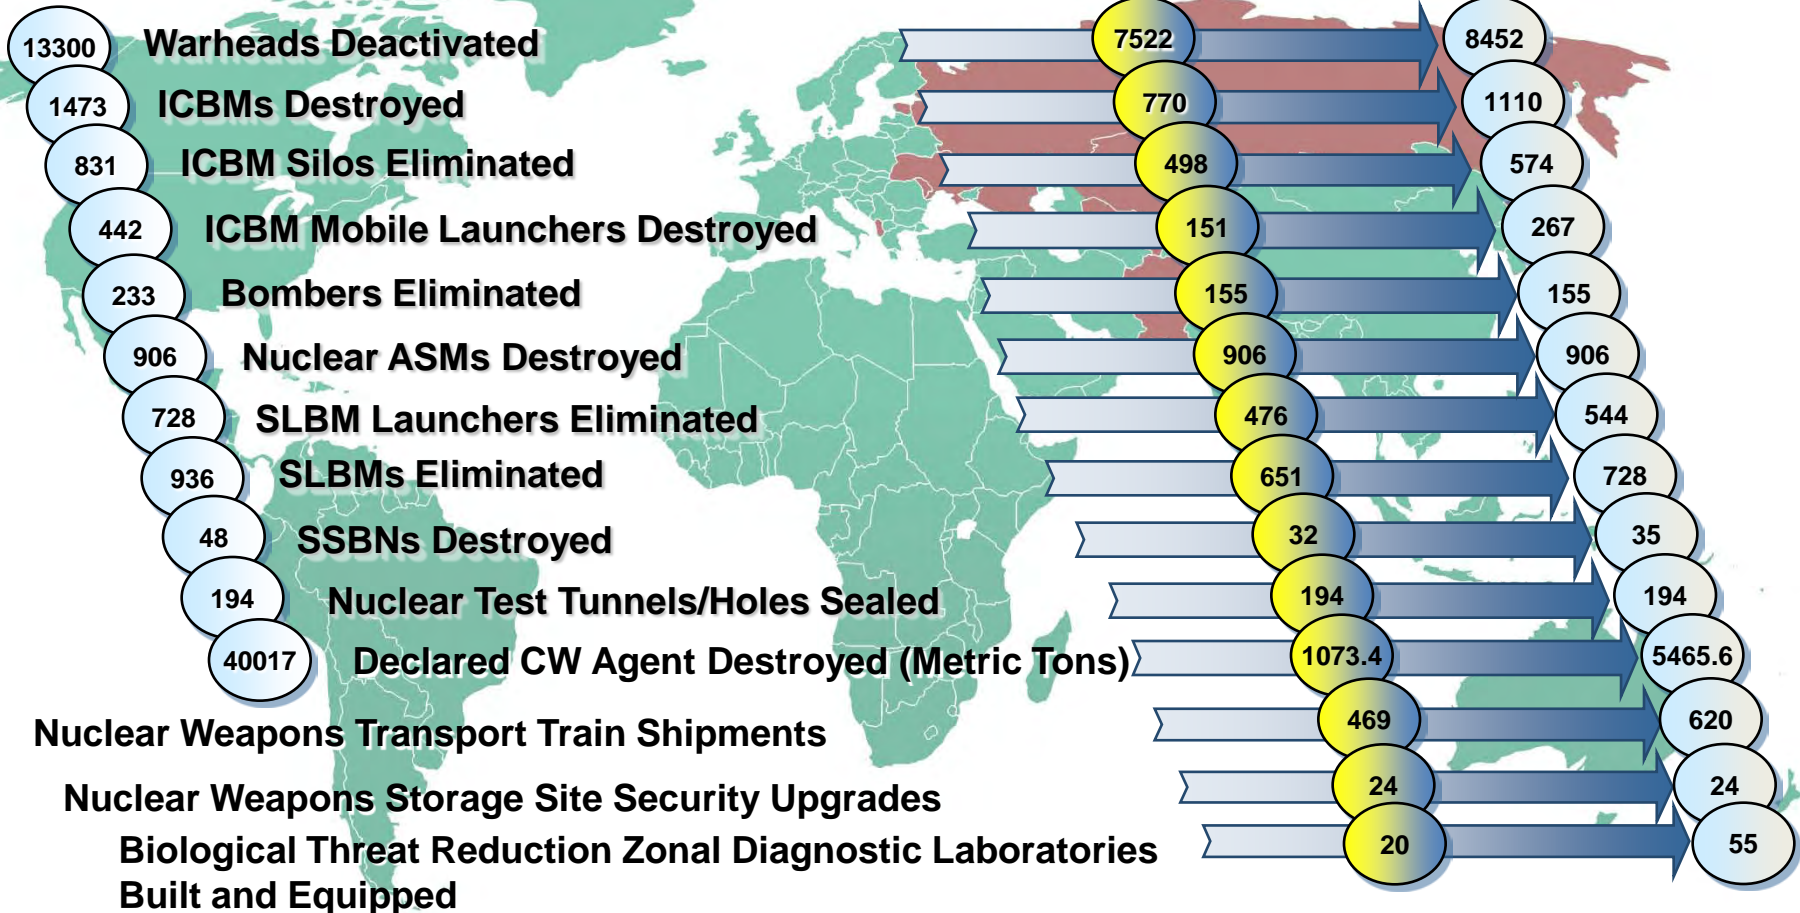 13300 Warheads Deactivated 7522 8452
1473 ICBMs Destroyed 770 1110
831 ICBM Silos Eliminated 498 574
442 ICBM Mobile Launchers Destroyed 151 267
233 Bombers Eliminated 155 155
906 Nuclear ASMs Destroyed 906 906
728 SLBM Launchers Eliminated 476 544
936 SLBMs Eliminated 651 728
48 SSBNs Destroyed 32 35
194 Nuclear Test Tunnels/Holes Sealed 194 194
40017 Declared CW Agent Destroyed (Metric Tons) 1073.4 5465.6
Nuclear Weapons Transport Train Shipments 469 620
Nuclear Weapons Storage Site Security Upgrades 24 24
Biological Threat Reduction Zonal Diagnostic Laboratories 20 55
Built and Equipped